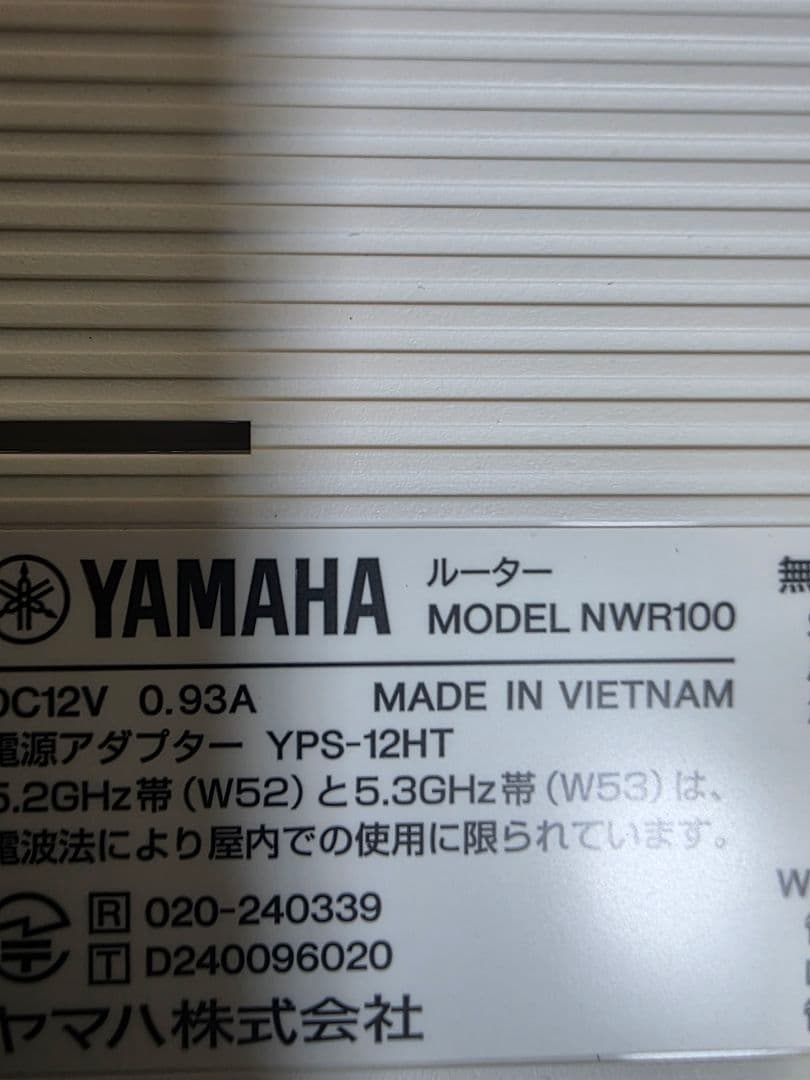 YAMAHA ルーター
MODEL NWR100
DC12V 0.93A MADE IN VIETNAM
電源アダプター YPS-12HT
5.2GHz帯(W52)と5.3GHz帯(W53)は、
電波法により屋内での使用に限られています。
R 020-240339
T D240096020
ヤマハ株式会社
無
W